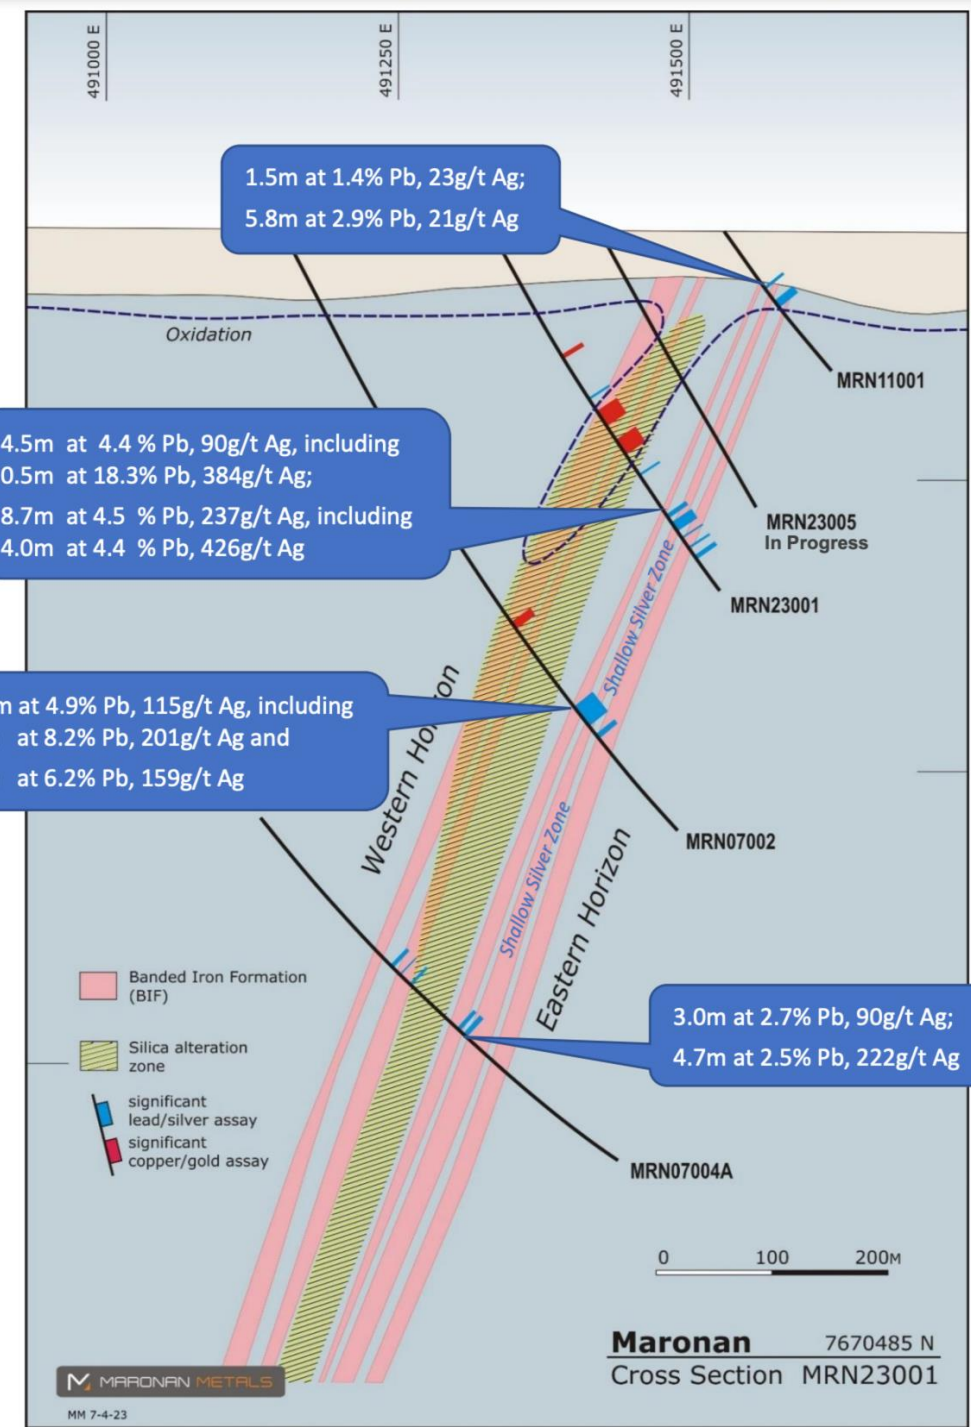 491000 E
491250 E
491500 E
1.5m at 1.4% Pb, 23g/t Ag;
5.8m at 2.9% Pb, 21g/t Ag
Oxidation
MRN11001
4.5m at 4.4 % Pb, 90g/t Ag, including
0.5m at 18.3% Pb, 384g/t Ag;
8.7m at 4.5 % Pb, 237g/t Ag, including
4.0m at 4.4 % Pb, 426g/t Ag
MRN23005
In Progress
MRN23001
Shallow Silver Zone
m at 4.9% Pb, 115g/t Ag, including
at 8.2% Pb, 201g/t Ag and
at 6.2% Pb, 159g/t Ag
Western Horizon
MRN07002
Shallow Silver Zone
Eastern Horizon
Banded Iron Formation
(BIF)
3.0m at 2.7% Pb, 90g/t Ag;
4.7m at 2.5% Pb, 222g/t Ag
Silica alteration
zone
significant
lead/silver assay
significant
copper/gold assay
MRN07004A
0 100 200M
Maronan 7670485 N
Cross Section MRN23001
MARONAN METALS
MM 7-4-23